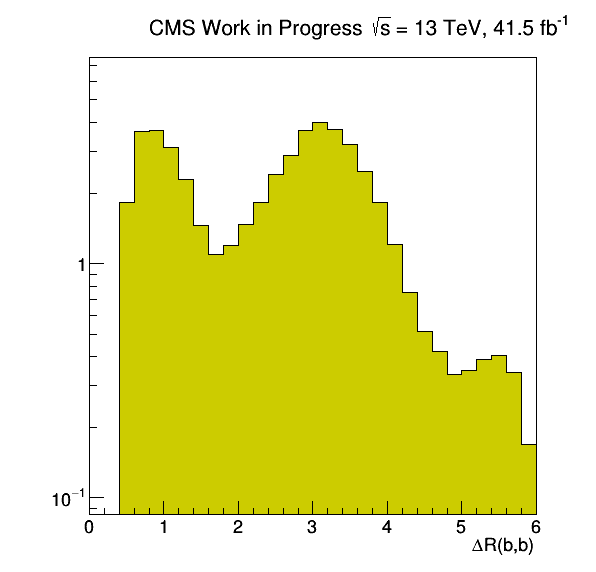 CMS Work in Progress √s = 13 TeV, 41.5 fb⁻¹
1
10⁻¹
0 1 2 3 4 5 6
ΔR(b,b)